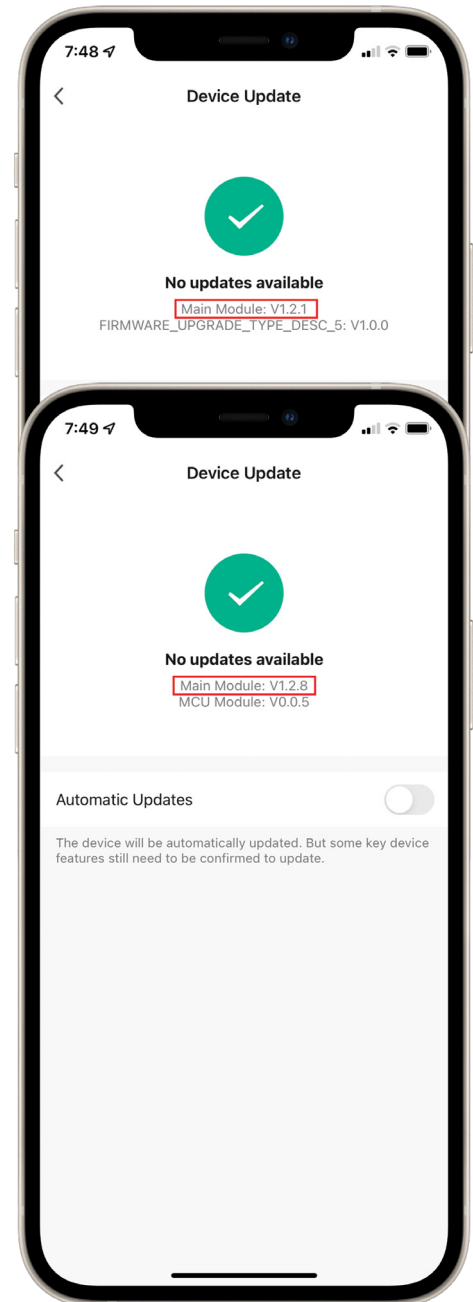 7:48
Device Update
No updates available
Main Module: V1.2.1
FIRMWARE_UPGRADE_TYPE_DESC_5: V1.0.0
7:49
Device Update
No updates available
Main Module: V1.2.8
MCU Module: V0.0.5
Automatic Updates
The device will be automatically updated. But some key device
features still need to be confirmed to update.